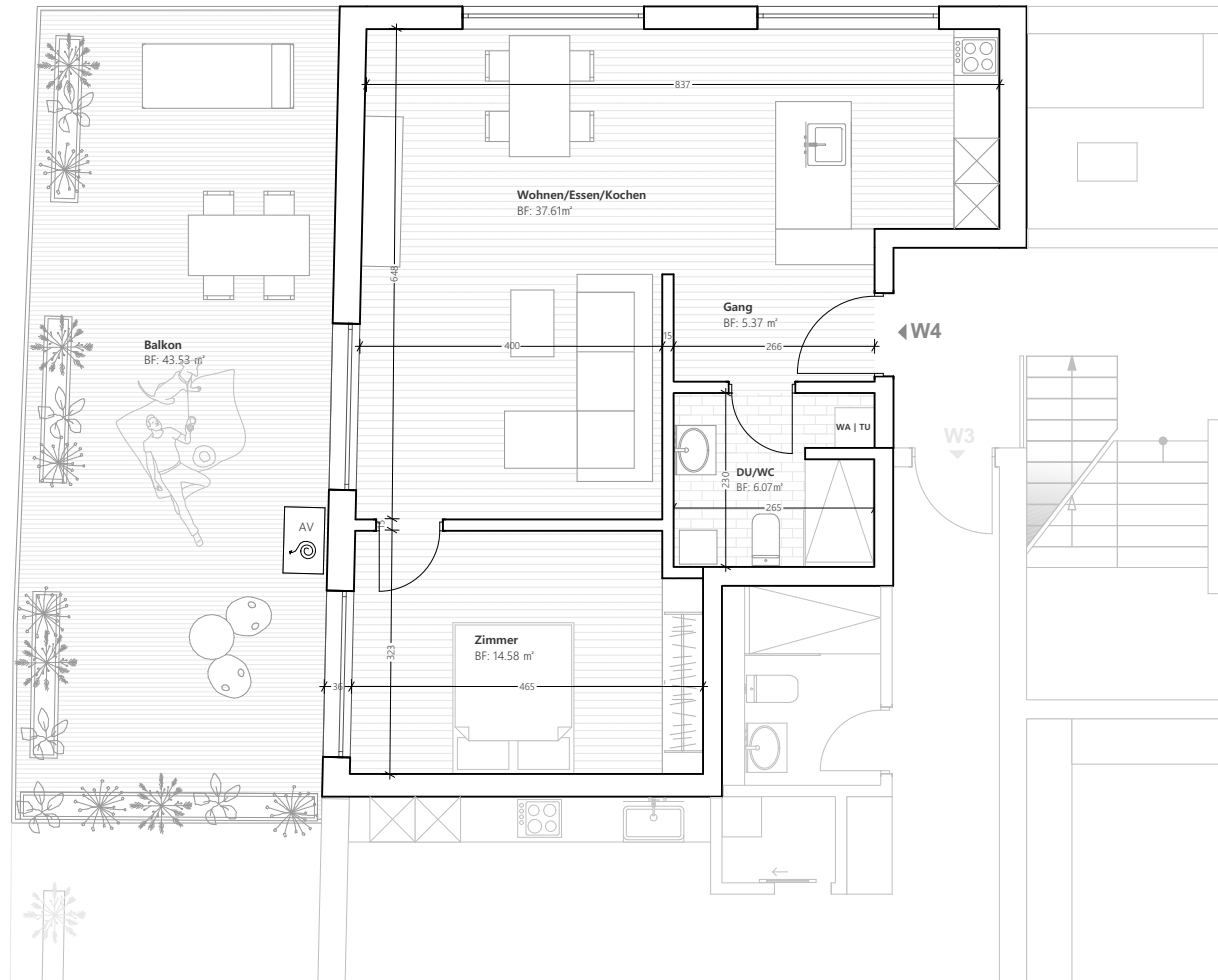 837
Wohnen/Essen/Kochen
BF: 37.61m²
648
Gang
BF: 5.37 m²
W4
15
400
266
Balkon
BF: 43.53 m²
WA | TU
W3
DU/WC
BF: 6.07m²
230
265
15
AV
Zimmer
BF: 14.58 m²
323
36
465